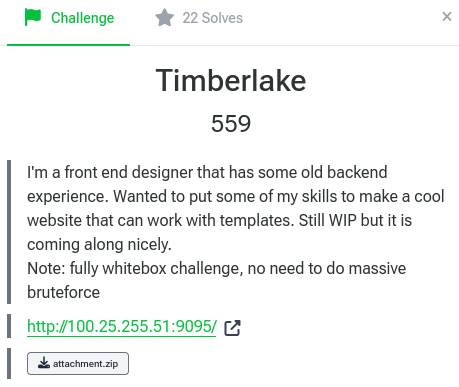 Challenge
22 Solves
×
Timberlake
559
I'm a front end designer that has some old backend
experience. Wanted to put some of my skills to make a cool
website that can work with templates. Still WIP but it is
coming along nicely.
Note: fully whitebox challenge, no need to do massive
bruteforce
http://100.25.255.51:9095/
attachment.zip